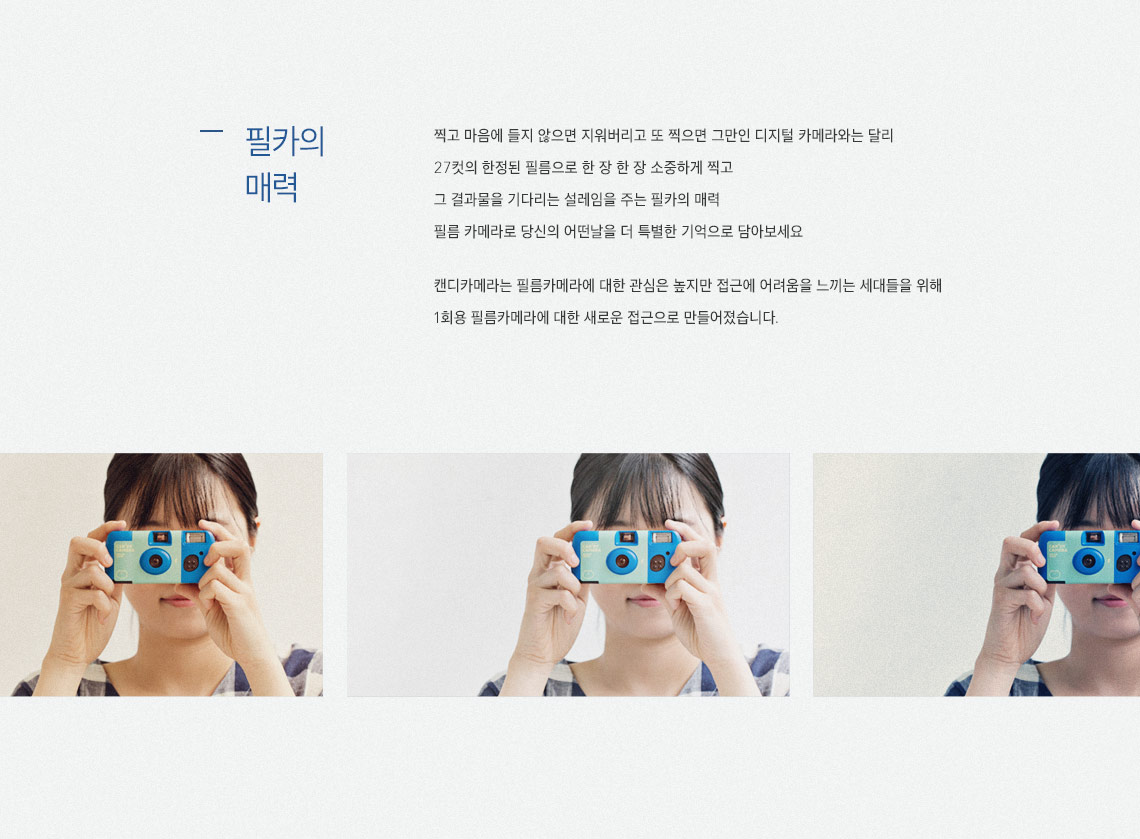 필카의
매력
찍고 마음에 들지 않으면 지워버리고 또 찍으면 그만인 디지털 카메라와는 달리
27컷의 한정된 필름으로 한 장 한 장 소중하게 찍고
그 결과물을 기다리는 설레임을 주는 필카의 매력
필름 카메라로 당신의 어떤날을 더 특별한 기억으로 담아보세요
캔디카메라는 필름카메라에 대한 관심은 높지만 접근에 어려움을 느끼는 세대들을 위해
1회용 필름카메라에 대한 새로운 접근으로 만들어졌습니다.